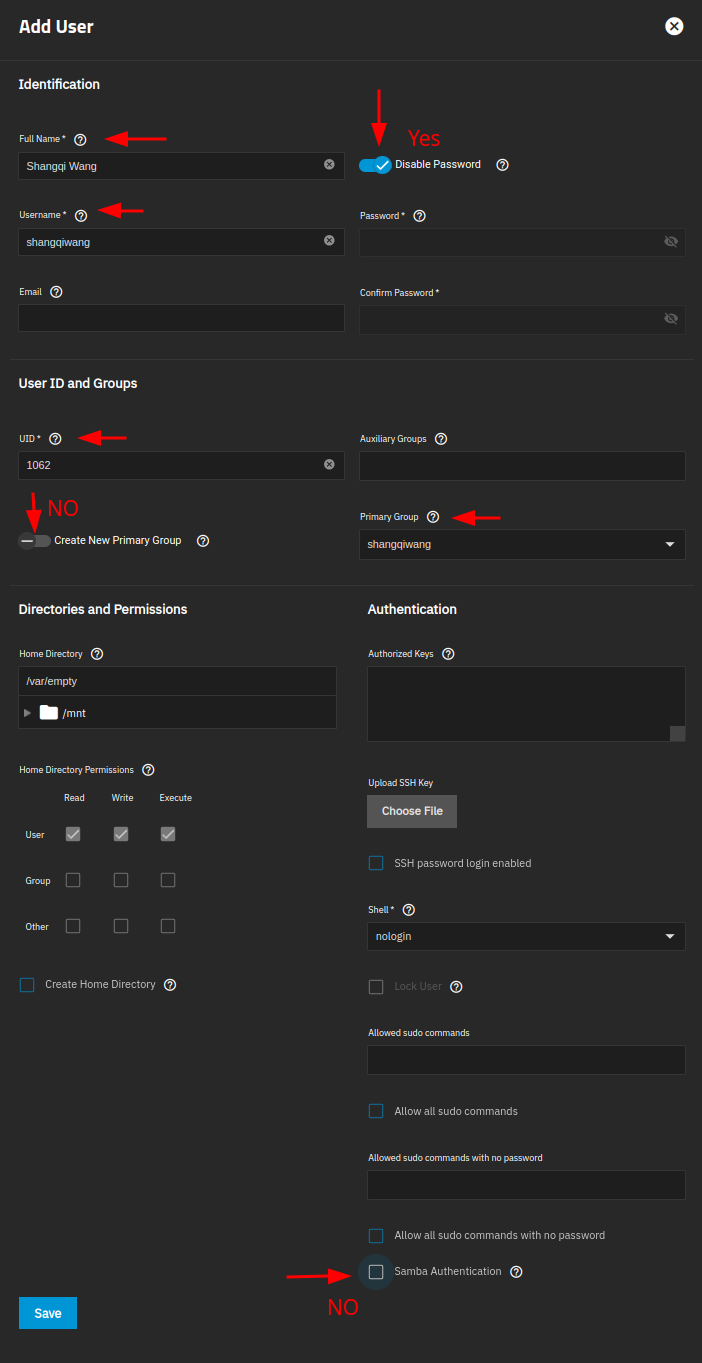 Add User
Identification
Full Name *
Yes
Shangqi Wang
Disable Password
Username *
Password *
shangqiwang
Email
Confirm Password *
User ID and Groups
UID *
Auxiliary Groups
1062
NO
Primary Group
Create New Primary Group
shangqiwang
Directories and Permissions
Authentication
Home Directory
Authorized Keys
/var/empty
/mnt
Home Directory Permissions
Upload SSH Key
Read Write Execute
Choose File
User
SSH password login enabled
Group
Shell *
Other
nologin
Create Home Directory
Lock User
Allowed sudo commands
Allow all sudo commands
Allowed sudo commands with no password
Allow all sudo commands with no password
Samba Authentication
NO
Save